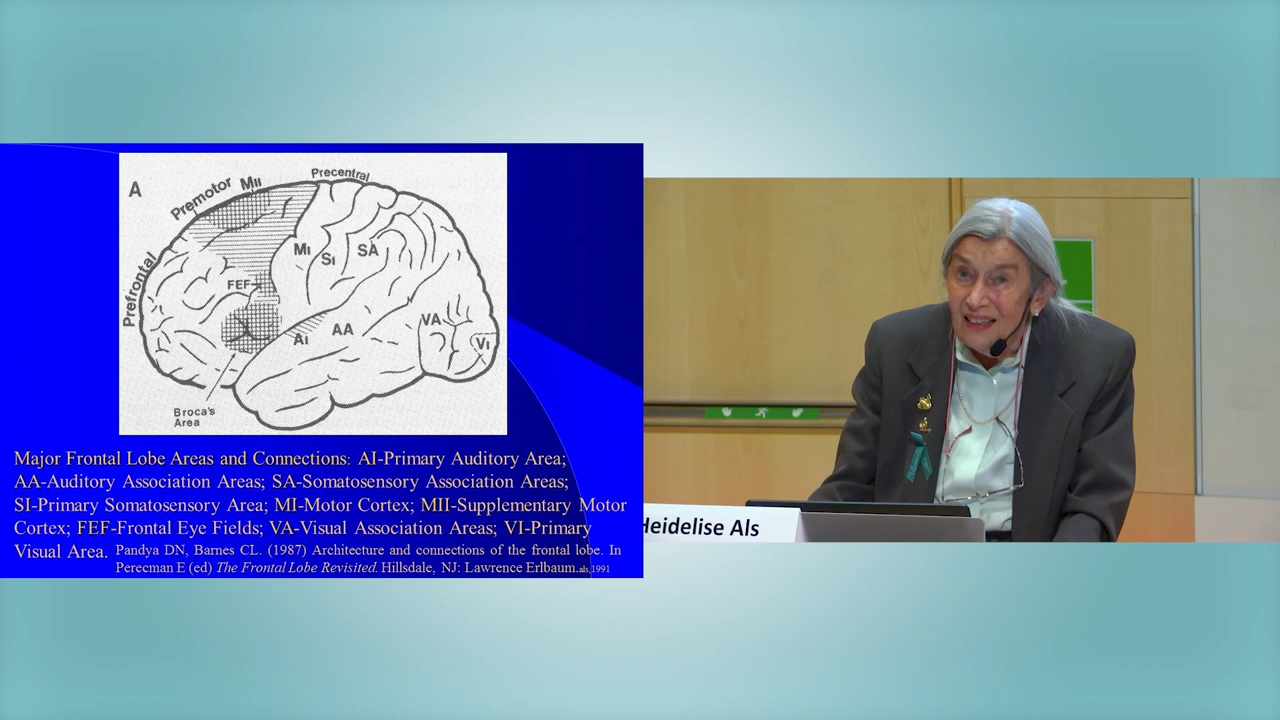 A
Prefrontal
Premotor
MII
Precentral
MI
SI
SA
FEF
AI
AA
VA
VI
Broca's
Area
Major Frontal Lobe Areas and Connections: AI-Primary Auditory Area;
AA-Auditory Association Areas; SA-Somatosensory Association Areas;
SI-Primary Somatosensory Area; MI-Motor Cortex; MII-Supplementary Motor
Cortex; FEF-Frontal Eye Fields; VA-Visual Association Areas; VI-Primary
Visual Area. Pandya DN, Barnes CL. (1987) Architecture and connections of the frontal lobe. In
Perecman E (ed) The Frontal Lobe Revisited. Hillsdale, NJ: Lawrence Erlbaum.als,1991
Heidelise Als